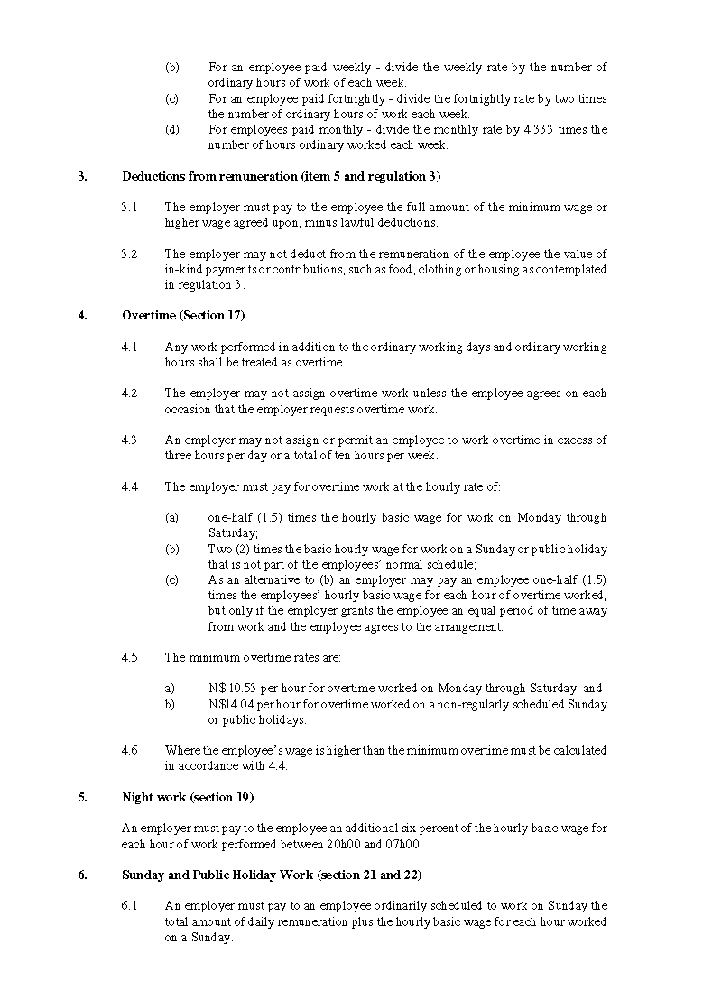 (b) For an employee paid weekly - divide the weekly rate by the number of
ordinary hours of work of each week.
(c) For an employee paid fortnightly - divide the fortnightly rate by two times
the number of ordinary hours of work each week.
(d) For employees paid monthly - divide the monthly rate by 4,333 times the
number of hours ordinary worked each week.
3. Deductions from remuneration (item 5 and regulation 3)
3.1 The employer must pay to the employee the full amount of the minimum wage or
higher wage agreed upon, minus lawful deductions.
3.2 The employer may not deduct from the remuneration of the employee the value of
in-kind payments or contributions, such as food, clothing or housing as contemplated
in regulation 3.
4. Overtime (Section 17)
4.1 Any work performed in addition to the ordinary working days and ordinary working
hours shall be treated as overtime.
4.2 The employer may not assign overtime work unless the employee agrees on each
occasion that the employer requests overtime work.
4.3 An employer may not assign or permit an employee to work overtime in excess of
three hours per day or a total of ten hours per week.
4.4 The employer must pay for overtime work at the hourly rate of:
(a) one-half (1.5) times the hourly basic wage for work on Monday through
Saturday;
(b) Two (2) times the basic hourly wage for work on a Sunday or public holiday
that is not part of the employees' normal schedule;
(c) As an alternative to (b) an employer may pay an employee one-half (1.5)
times the employees' hourly basic wage for each hour of overtime worked,
but only if the employer grants the employee an equal period of time away
from work and the employee agrees to the arrangement.
4.5 The minimum overtime rates are:
a) N$ 10.53 per hour for overtime worked on Monday through Saturday; and
b) N$14.04 per hour for overtime worked on a non-regularly scheduled Sunday
or public holidays.
4.6 Where the employee's wage is higher than the minimum overtime must be calculated
in accordance with 4.4.
5. Night work (section 19)
An employer must pay to the employee an additional six percent of the hourly basic wage for
each hour of work performed between 20h00 and 07h00.
6. Sunday and Public Holiday Work (section 21 and 22)
6.1 An employer must pay to an employee ordinarily scheduled to work on Sunday the
total amount of daily remuneration plus the hourly basic wage for each hour worked
on a Sunday.